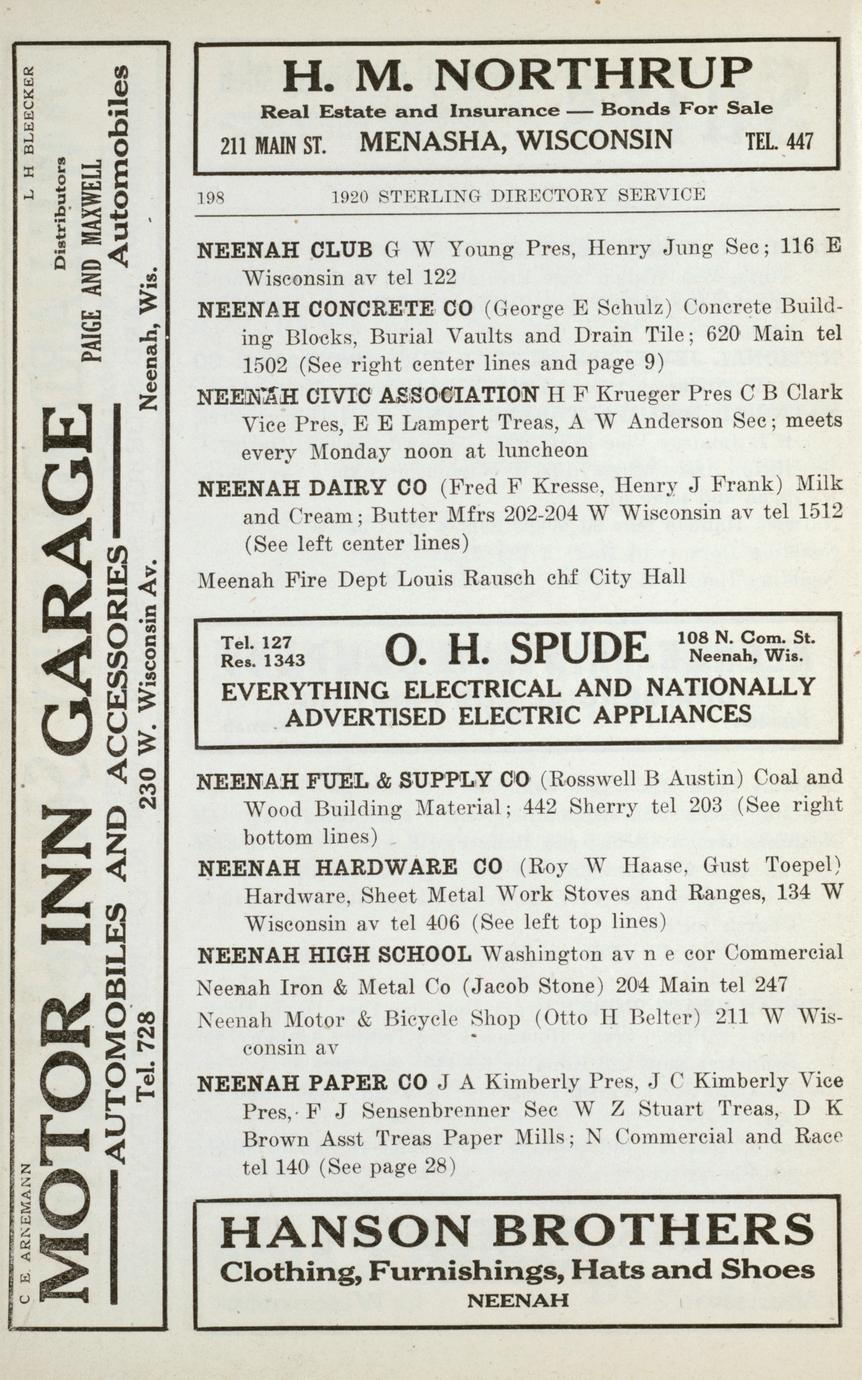 H. M. NORTHRUP
Real Estate and Insurance — Bonds For Sale
211 MAIN ST. MENASHA, WISCONSIN TEL. 447
198 1920 STERLING DIRECTORY SERVICE
NEENAH CLUB G W Young Pres, Henry Jung Sec; 116 E
Wisconsin av tel 122
NEENAH CONCRETE CO (George E Schulz) Concrete Build-
ing Blocks, Burial Vaults and Drain Tile; 620 Main tel
1502 (See right center lines and page 9)
NEENAH CIVIC ASSOCIATION H F Krueger Pres C B Clark
Vice Pres, E E Lampert Treas, A W Anderson Sec; meets
every Monday noon at luncheon
NEENAH DAIRY CO (Fred F Kresse, Henry J Frank) Milk
and Cream; Butter Mfrs 202-204 W Wisconsin av tel 1512
(See left center lines)
Meenah Fire Dept Louis Rausch chf City Hall
Tel. 127
Res. 1343
O. H. SPUDE
108 N. Com. St.
Neenah, Wis.
EVERYTHING ELECTRICAL AND NATIONALLY
ADVERTISED ELECTRIC APPLIANCES
NEENAH FUEL & SUPPLY CO (Rosswell B Austin) Coal and
Wood Building Material; 442 Sherry tel 203 (See right
bottom lines)
NEENAH HARDWARE CO (Roy W Haase, Gust Toepel)
Hardware, Sheet Metal Work Stoves and Ranges, 134 W
Wisconsin av tel 406 (See left top lines)
NEENAH HIGH SCHOOL Washington av n e cor Commercial
Neenah Iron & Metal Co (Jacob Stone) 204 Main tel 247
Neenah Motor & Bicycle Shop (Otto H Belter) 211 W Wis-
consin av
NEENAH PAPER CO J A Kimberly Pres, J C Kimberly Vice
Pres, F J Sensenbrenner Sec W Z Stuart Treas, D K
Brown Asst Treas Paper Mills; N Commercial and Race
tel 140 (See page 28)
HANSON BROTHERS
Clothing, Furnishings, Hats and Shoes
NEENAH
C E. ARNEMANN L H BLEECKER
MOTOR INN GARAGE
Distributors
PAIGE AND MAXWELL
Automobiles
AUTOMOBILES AND ACCESSORIES
Tel. 728 230 W. Wisconsin Av. Neenah, Wis.